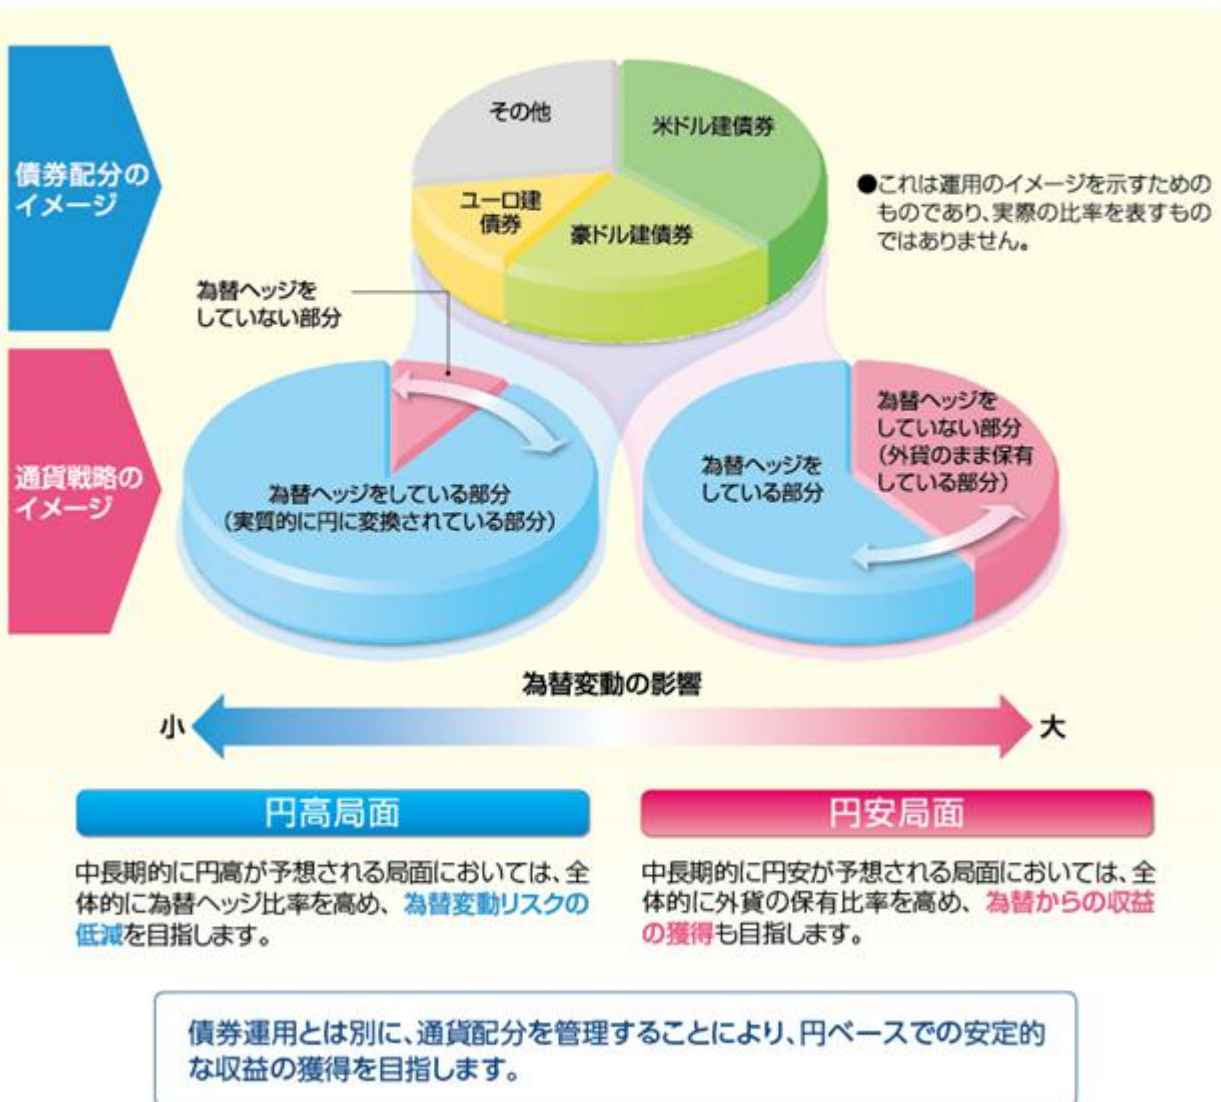 債券配分の
イメージ
その他
米ドル建債券
ユーロ建
債券
豪ドル建債券
●これは運用のイメージを示すための
ものであり、実際の比率を表すもの
ではありません。
為替ヘッジを
していない部分
通貨戦略の
イメージ
為替ヘッジをしている部分
（実質的に円に変換されている部分）
為替ヘッジを
している部分
為替ヘッジを
していない部分
（外貨のまま保有
している部分）
為替変動の影響
小
大
円高局面
中長期的に円高が予想される局面においては、全
体的に為替ヘッジ比率を高め、為替変動リスクの
低減を目指します。
円安局面
中長期的に円安が予想される局面においては、全
体的に外貨の保有比率を高め、為替からの収益
の獲得も目指します。
債券運用とは別に、通貨配分を管理することにより、円ベースでの安定的
な収益の獲得を目指します。